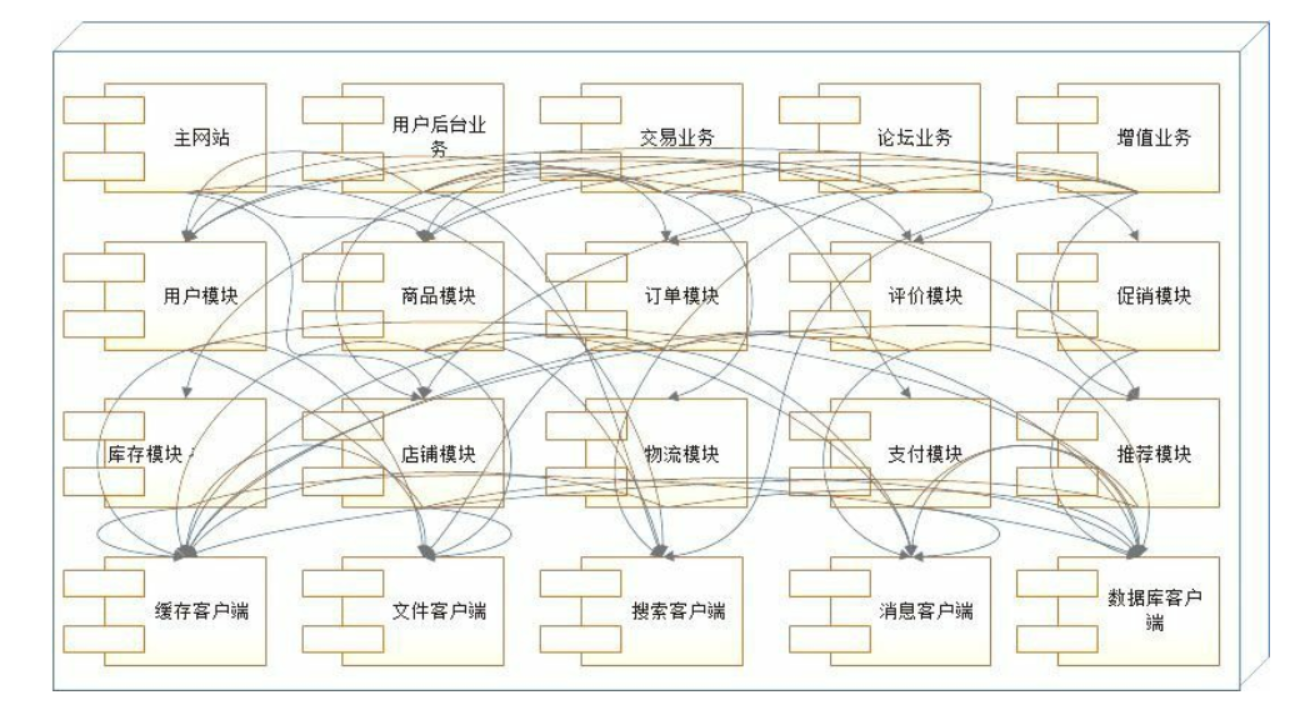 主网站
用户后台业
务
交易业务
论坛业务
增值业务
用户模块
商品模块
订单模块
评价模块
促销模块
库存模块
店铺模块
物流模块
支付模块
推荐模块
缓存客户端
文件客户端
搜索客户端
消息客户端
数据库客户
端